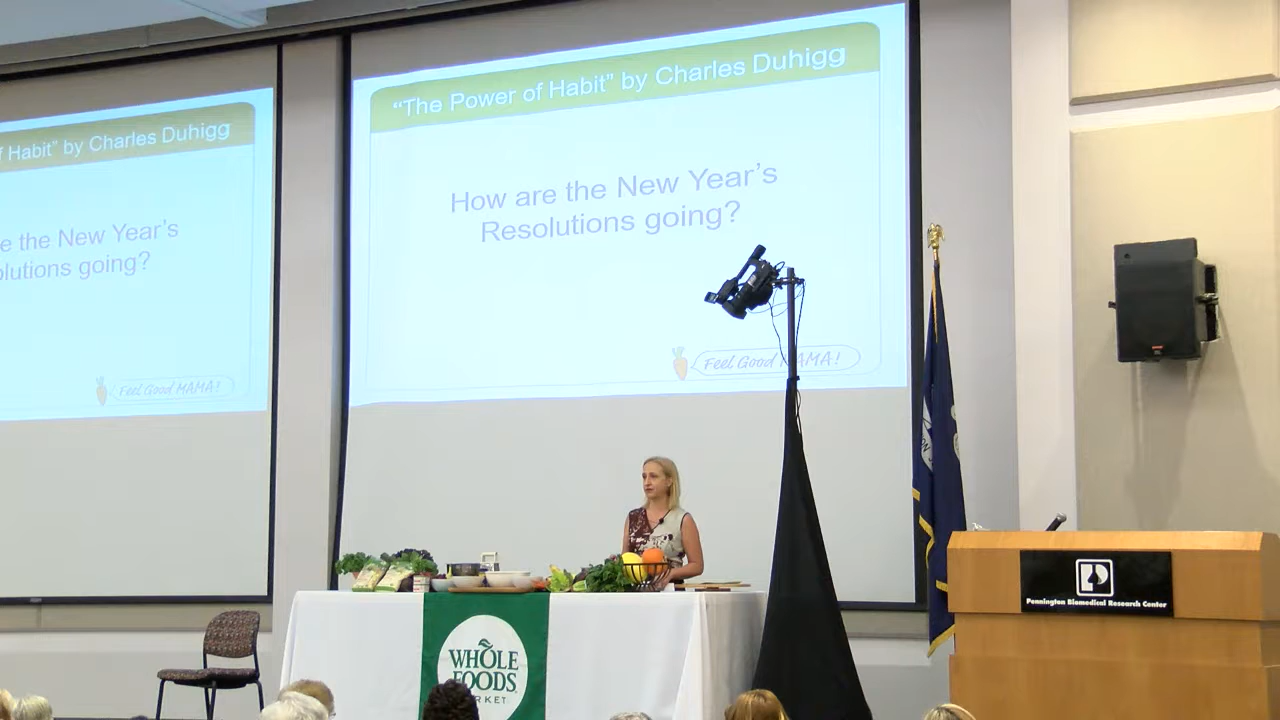 f Habit” by Charles Duhigg
e the New Year’s
olutions going?
Feel Good MAMA!
“The Power of Habit” by Charles Duhigg
How are the New Year’s
Resolutions going?
Feel Good MAMA!
WHOLE
FOODS
RKET
Pennington Biomedical Research Center